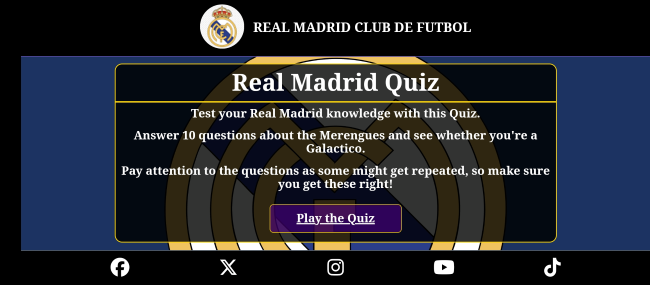 REAL MADRID CLUB DE FUTBOL
Real Madrid Quiz
Test your Real Madrid knowledge with this Quiz.
Answer 10 questions about the Merengues and see whether you're a
Galactico.
Pay attention to the questions as some might get repeated, so make sure
you get these right!
Play the Quiz